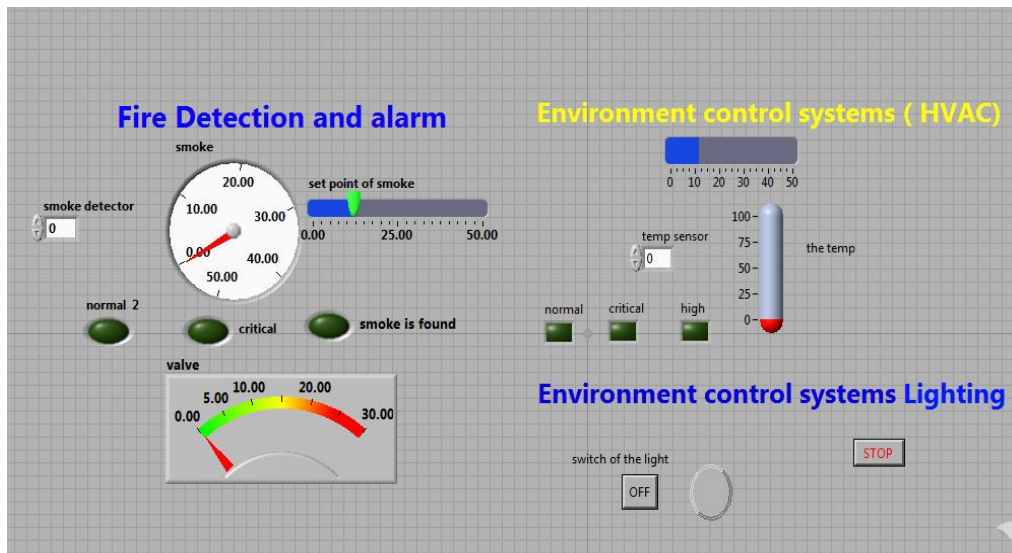 Fire Detection and alarm
smoke
0.00 10.00 20.00 30.00 40.00 50.00
smoke detector
0
set point of smoke
0.00 25.00 50.00
normal 2
critical
smoke is found
valve
0.00 5.00 10.00 20.00 30.00
Environment control systems ( HVAC)
0 10 20 30 40 50
temp sensor
0
100
75
50
25
0
the temp
normal critical high
Environment control systems Lighting
switch of the light
OFF
STOP